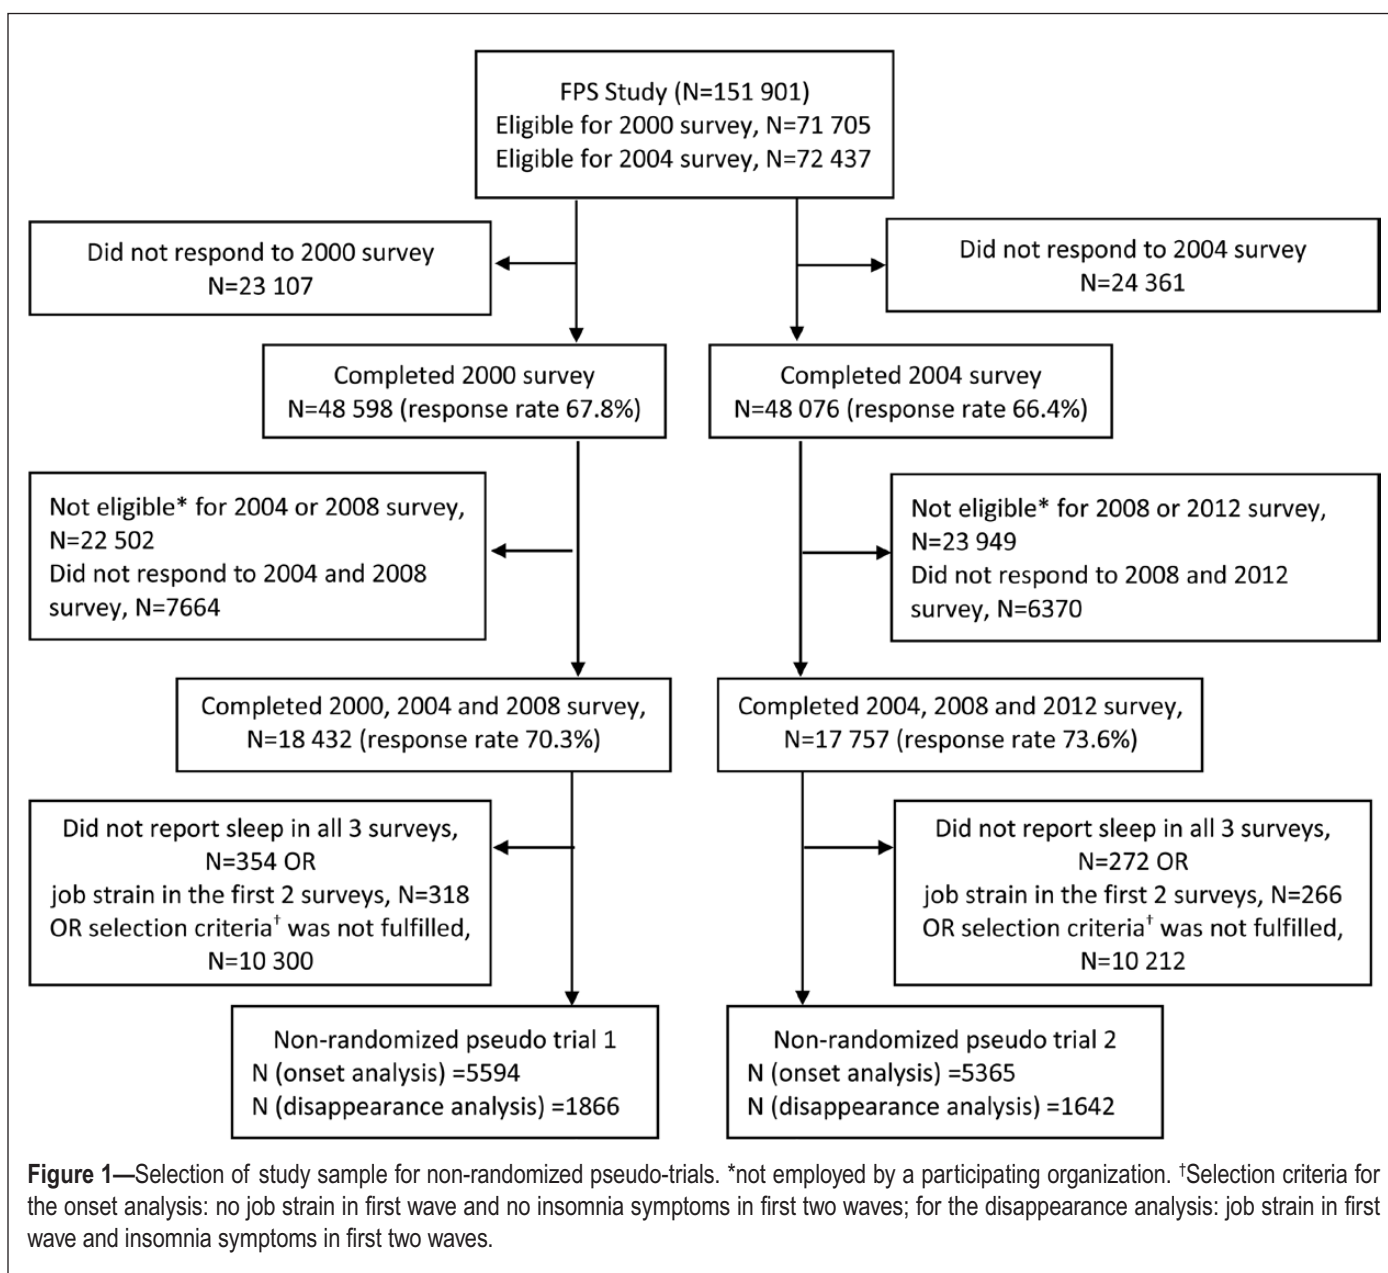 FPS Study (N=151 901)
Eligible for 2000 survey, N=71 705
Eligible for 2004 survey, N=72 437
Did not respond to 2000 survey
N=23 107
Did not respond to 2004 survey
N=24 361
Completed 2000 survey
N=48 598 (response rate 67.8%)
Completed 2004 survey
N=48 076 (response rate 66.4%)
Not eligible* for 2004 or 2008 survey,
N=22 502
Did not respond to 2004 and 2008
survey, N=7664
Not eligible* for 2008 or 2012 survey,
N=23 949
Did not respond to 2008 and 2012
survey, N=6370
Completed 2000, 2004 and 2008 survey,
N=18 432 (response rate 70.3%)
Completed 2004, 2008 and 2012 survey,
N=17 757 (response rate 73.6%)
Did not report sleep in all 3 surveys,
N=354 OR
job strain in the first 2 surveys, N=318
OR selection criteria† was not fulfilled,
N=10 300
Did not report sleep in all 3 surveys,
N=272 OR
job strain in the first 2 surveys, N=266
OR selection criteria† was not fulfilled,
N=10 212
Non-randomized pseudo trial 1
N (onset analysis) =5594
N (disappearance analysis) =1866
Non-randomized pseudo trial 2
N (onset analysis) =5365
N (disappearance analysis) =1642
Figure 1—Selection of study sample for non-randomized pseudo-trials. *not employed by a participating organization. †Selection criteria for
the onset analysis: no job strain in first wave and no insomnia symptoms in first two waves; for the disappearance analysis: job strain in first
wave and insomnia symptoms in first two waves.